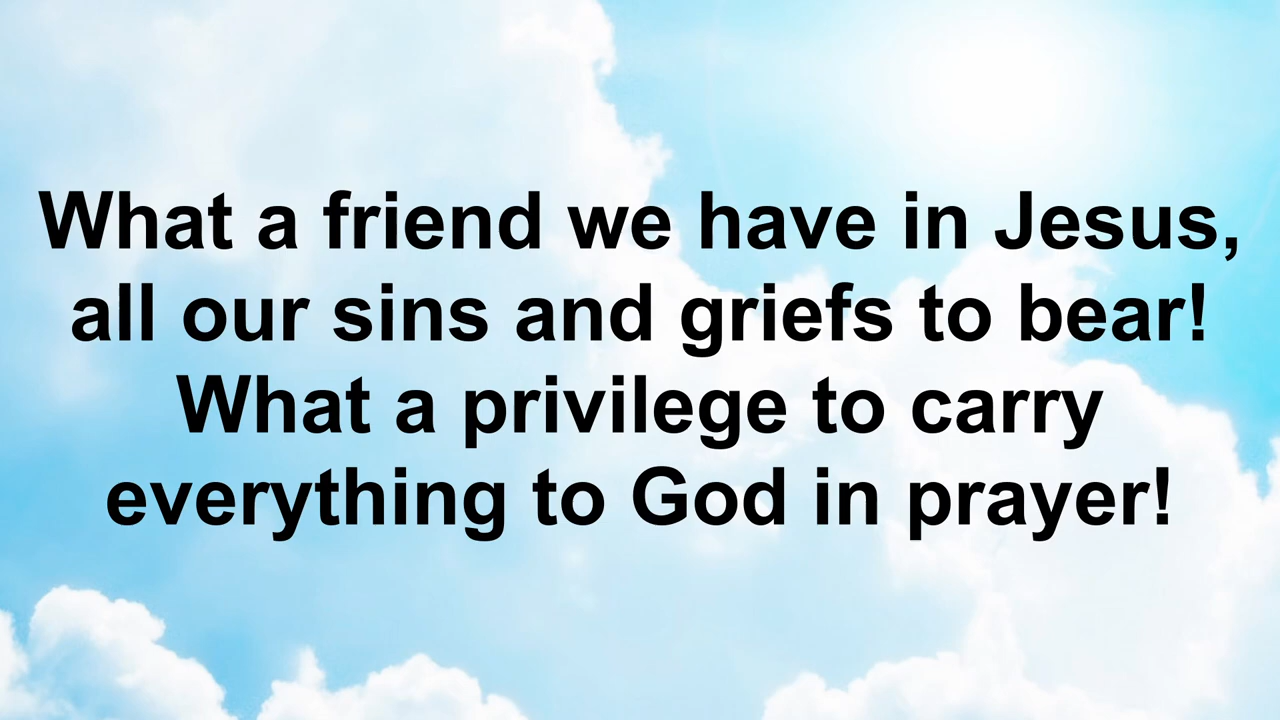 What a friend we have in Jesus,
all our sins and griefs to bear!
What a privilege to carry
everything to God in prayer!